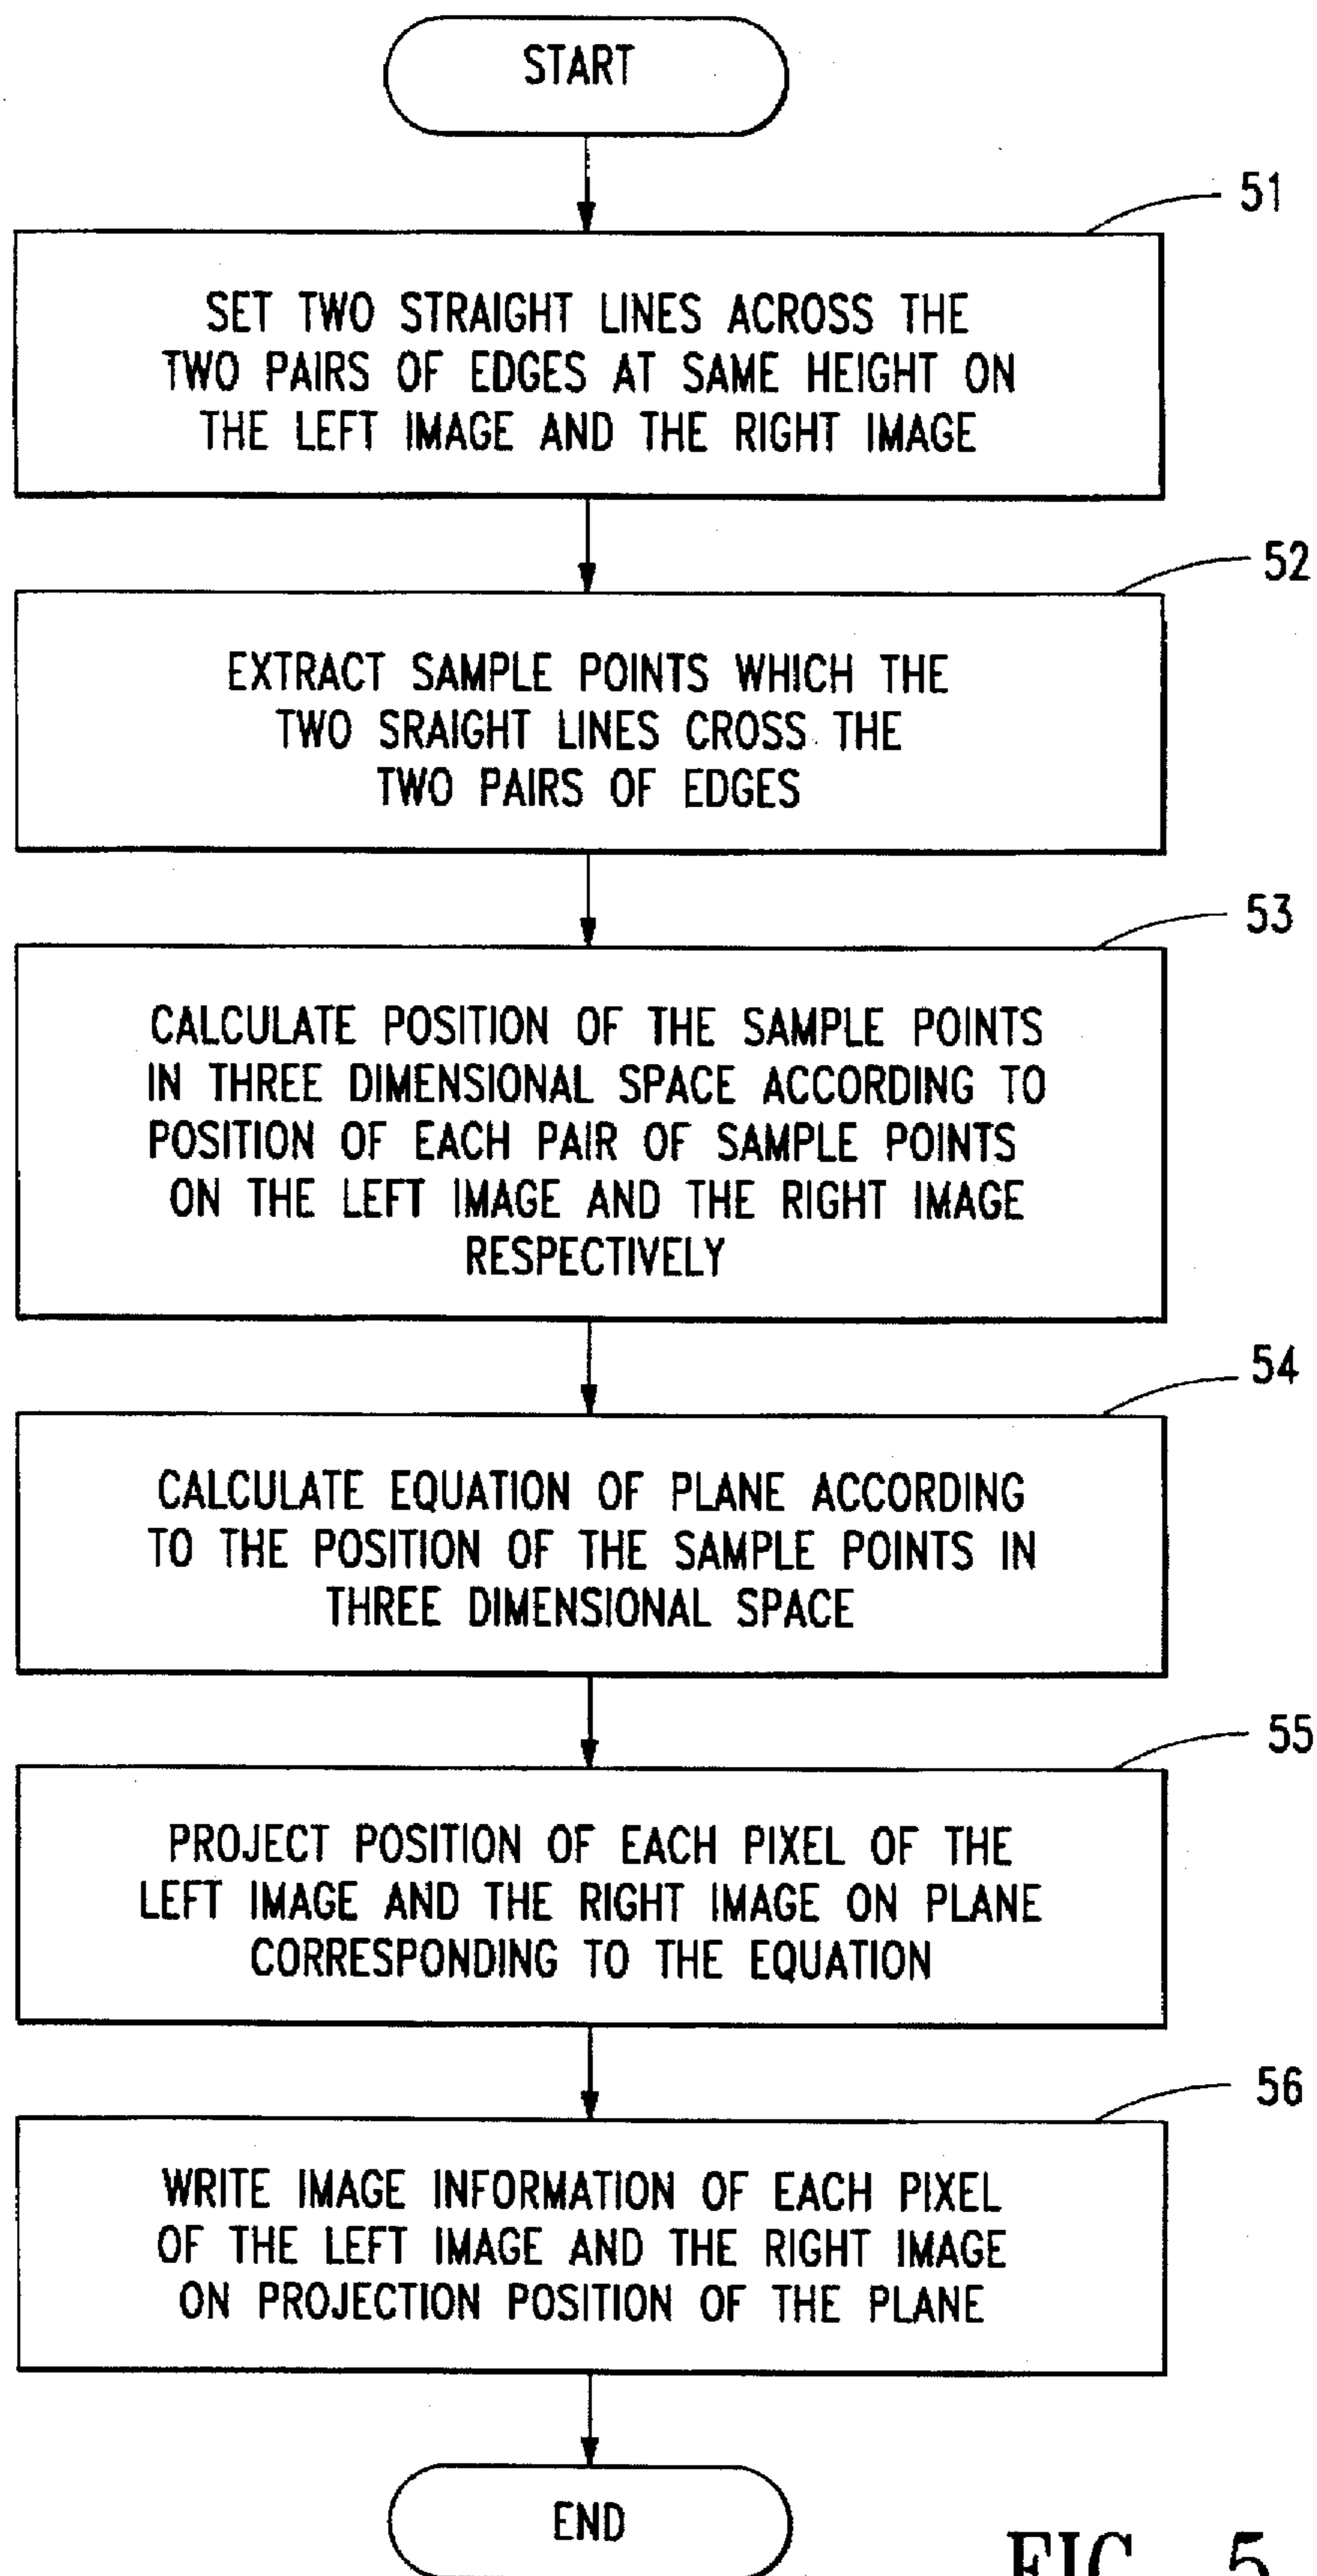 START
51
SET TWO STRAIGHT LINES ACROSS THE
TWO PAIRS OF EDGES AT SAME HEIGHT ON
THE LEFT IMAGE AND THE RIGHT IMAGE
52
EXTRACT SAMPLE POINTS WHICH THE
TWO SRAIGHT LINES CROSS THE
TWO PAIRS OF EDGES
53
CALCULATE POSITION OF THE SAMPLE POINTS
IN THREE DIMENSIONAL SPACE ACCORDING TO
POSITION OF EACH PAIR OF SAMPLE POINTS
ON THE LEFT IMAGE AND THE RIGHT IMAGE
RESPECTIVELY
54
CALCULATE EQUATION OF PLANE ACCORDING
TO THE POSITION OF THE SAMPLE POINTS IN
THREE DIMENSIONAL SPACE
55
PROJECT POSITION OF EACH PIXEL OF THE
LEFT IMAGE AND THE RIGHT IMAGE ON PLANE
CORRESPONDING TO THE EQUATION
56
WRITE IMAGE INFORMATION OF EACH PIXEL
OF THE LEFT IMAGE AND THE RIGHT IMAGE
ON PROJECTION POSITION OF THE PLANE
END
FIG. 5